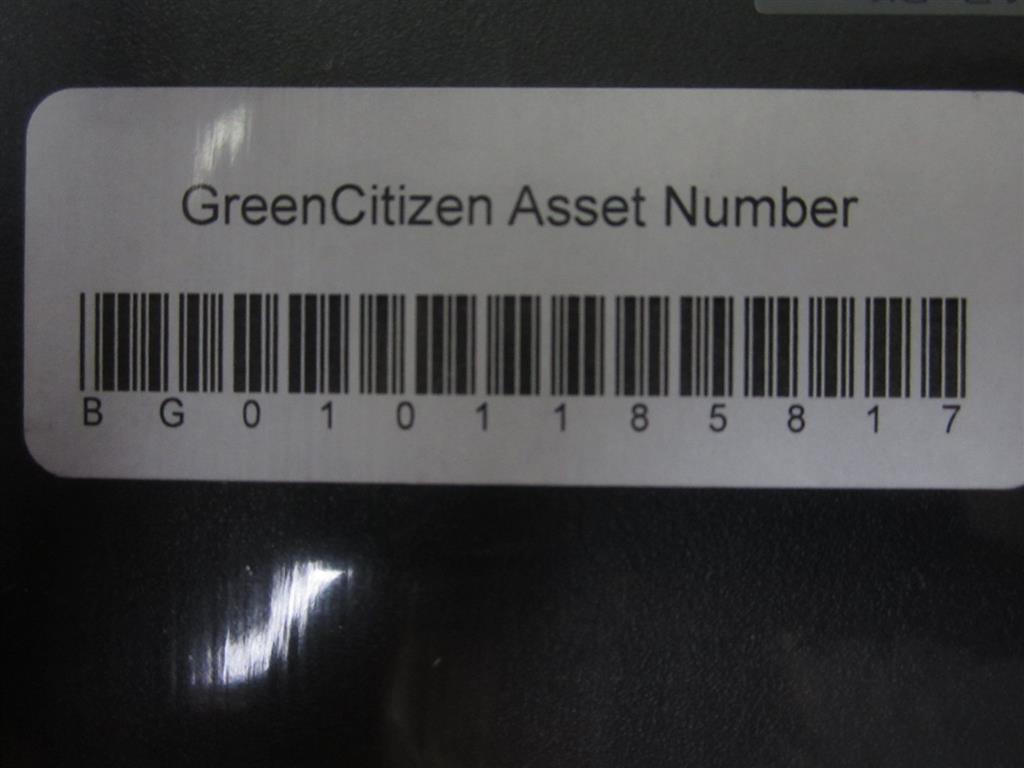 GreenCitizen Asset Number
B G 0 1 0 1 1 8 5 8 1 7